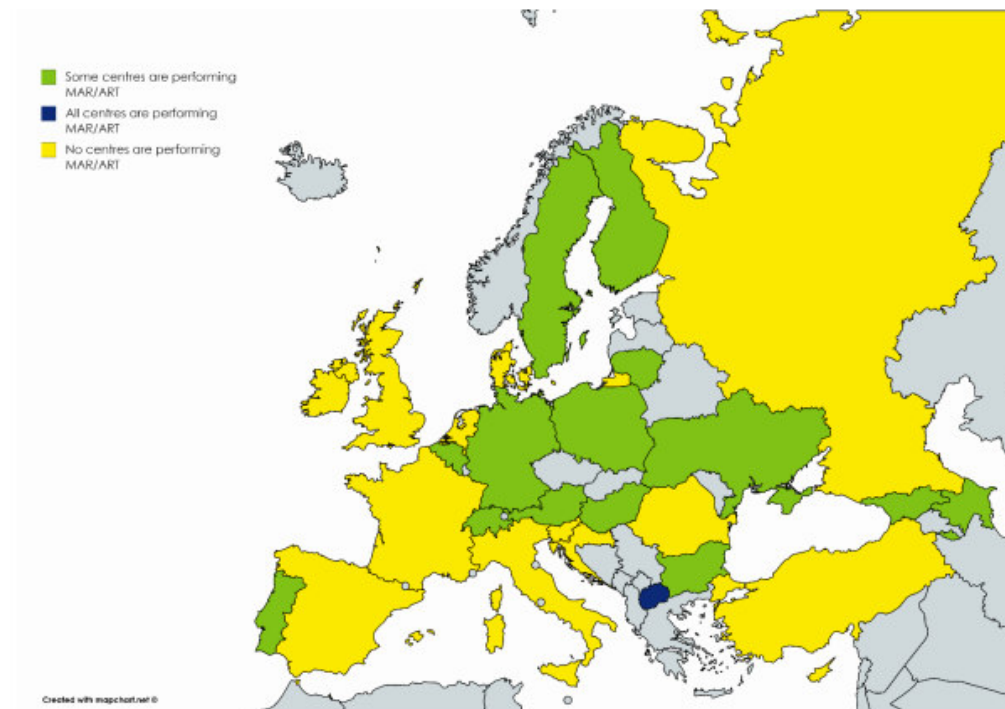 Some centres are performing
MAR/ART
All centres are performing
MAR/ART
No centres are performing
MAR/ART
Created with mapchart.net ©